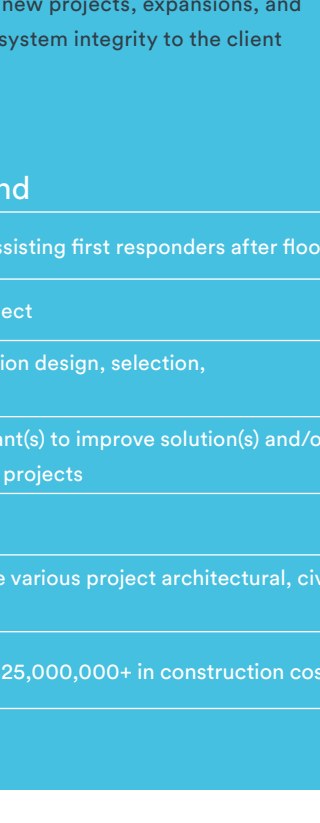 new projects, expansions, and
system integrity to the client
nd
ssisting first responders after floo
ect
ion design, selection,
ant(s) to improve solution(s) and/o
projects
e various project architectural, civ
25,000,000+ in construction cos